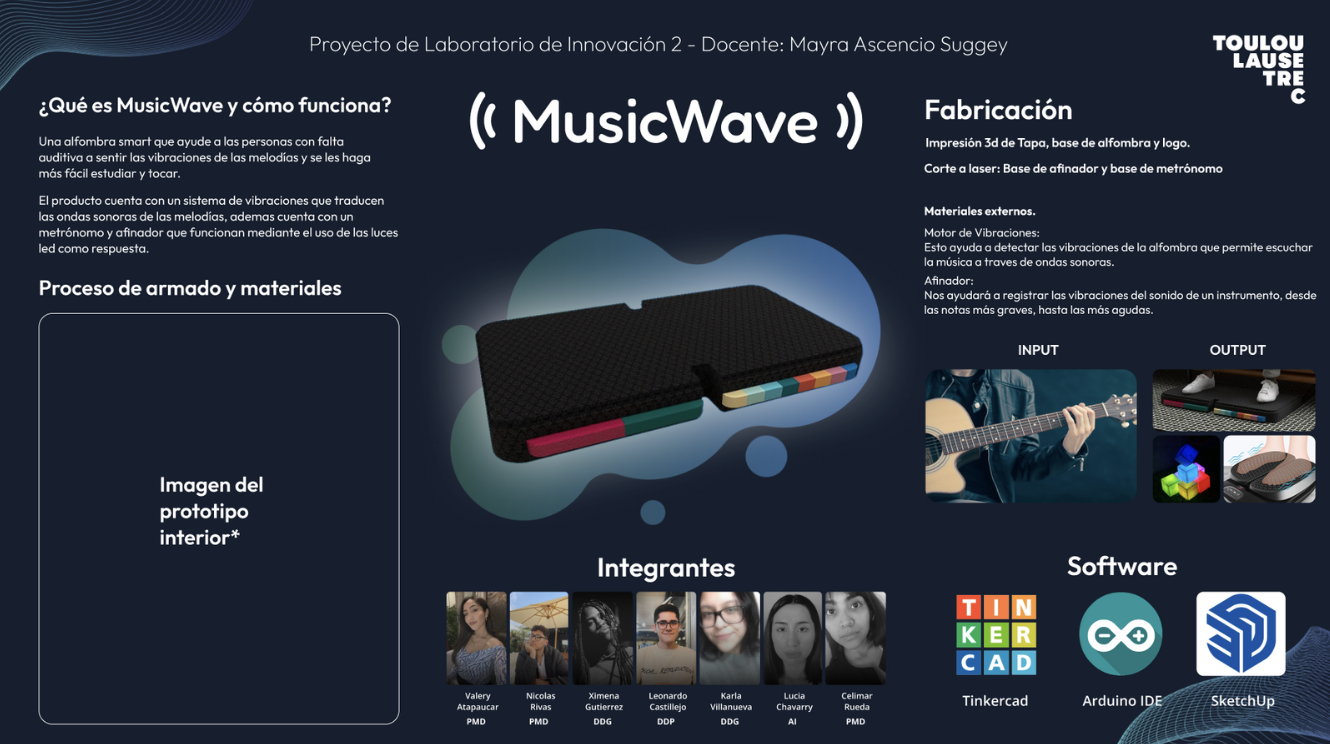 Proyecto de Laboratorio de Innovación 2 - Docente: Mayra Ascencio Suggey
TOULOU
LAUSE
TRE
C
¿Qué es MusicWave y cómo funciona?
Una alfombra smart que ayude a las personas con falta
auditiva a sentir las vibraciones de las melodías y se les haga
más fácil estudiar y tocar.
El producto cuenta con un sistema de vibraciones que traducen
las ondas sonoras de las melodías, ademas cuenta con un
metrónomo y afinador que funcionan mediante el uso de las luces
led como respuesta.
Proceso de armado y materiales
Imagen del
prototipo
interior*
((MusicWave))
Integrantes
Valery
Atapaucar
PMD
Nicolas
Rivas
PMD
Ximena
Gutierrez
DDG
Leonardo
Castillejo
DDP
Karla
Villanueva
DDG
Lucia
Chavarry
AI
Celimar
Rueda
PMD
Fabricación
Impresión 3d de Tapa, base de alfombra y logo.
Corte a laser: Base de afinador y base de metrónomo
Materiales externos.
Motor de Vibraciones:
Esto ayuda a detectar las vibraciones de la alfombra que permite escuchar
la música a traves de ondas sonoras.
Afinador:
Nos ayudará a registrar las vibraciones del sonido de un instrumento, desde
las notas más graves, hasta las más agudas.
INPUT
OUTPUT
Software
TIN
KER
CAD
Tinkercad
Arduino IDE
SketchUp